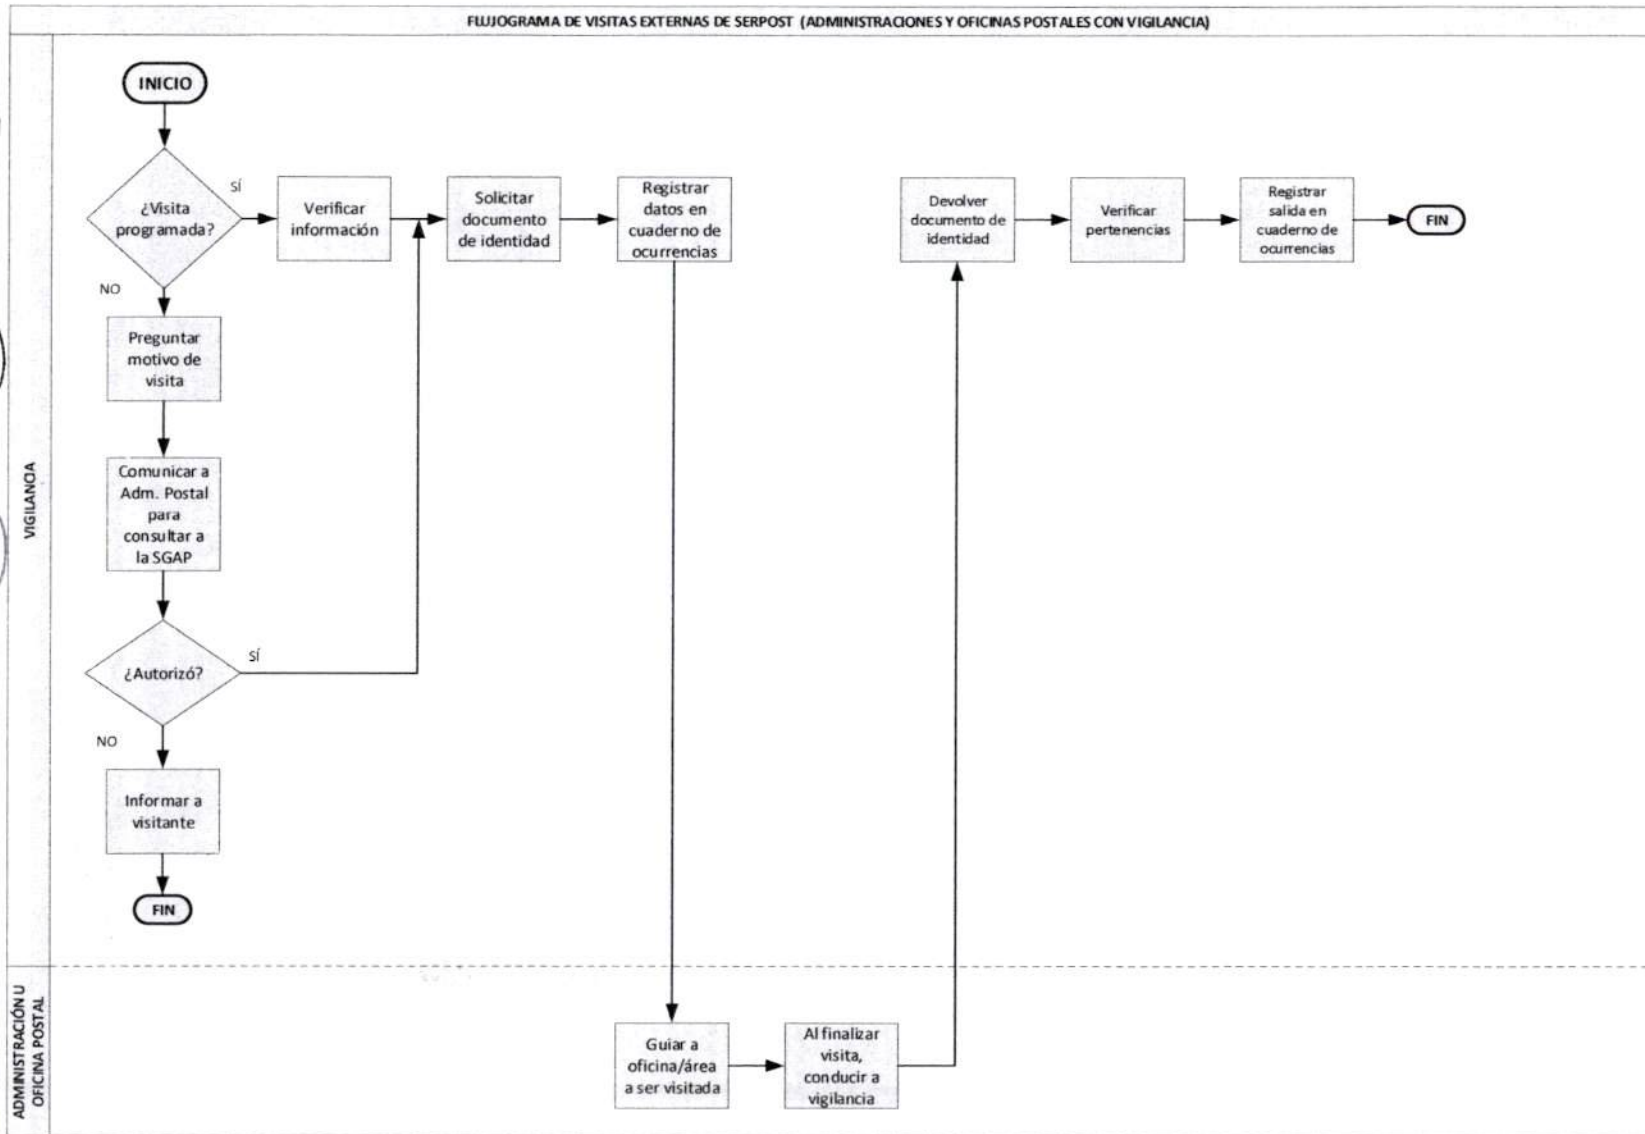 FLUJOGRAMA DE VISITAS EXTERNAS DE SERPOST (ADMINISTRACIONES Y OFICINAS POSTALES CON VIGILANCIA)
VIGILANCIA
INICIO
¿Visita
programada?
SÍ
NO
Verificar
información
Solicitar
documento
de identidad
Registrar
datos en
cuaderno de
ocurrencias
Preguntar
motivo de
visita
Comunicar a
Adm. Postal
para
consultar a
la SGAP
¿Autorizó?
SÍ
NO
Informar a
visitante
FIN
Devolver
documento de
identidad
Verificar
pertenencias
Registrar
salida en
cuaderno de
ocurrencias
FIN
ADMINISTRACIÓN U
OFICINA POSTAL
Guiar a
oficina/área
a ser visitada
Al finalizar
visita,
conducir a
vigilancia